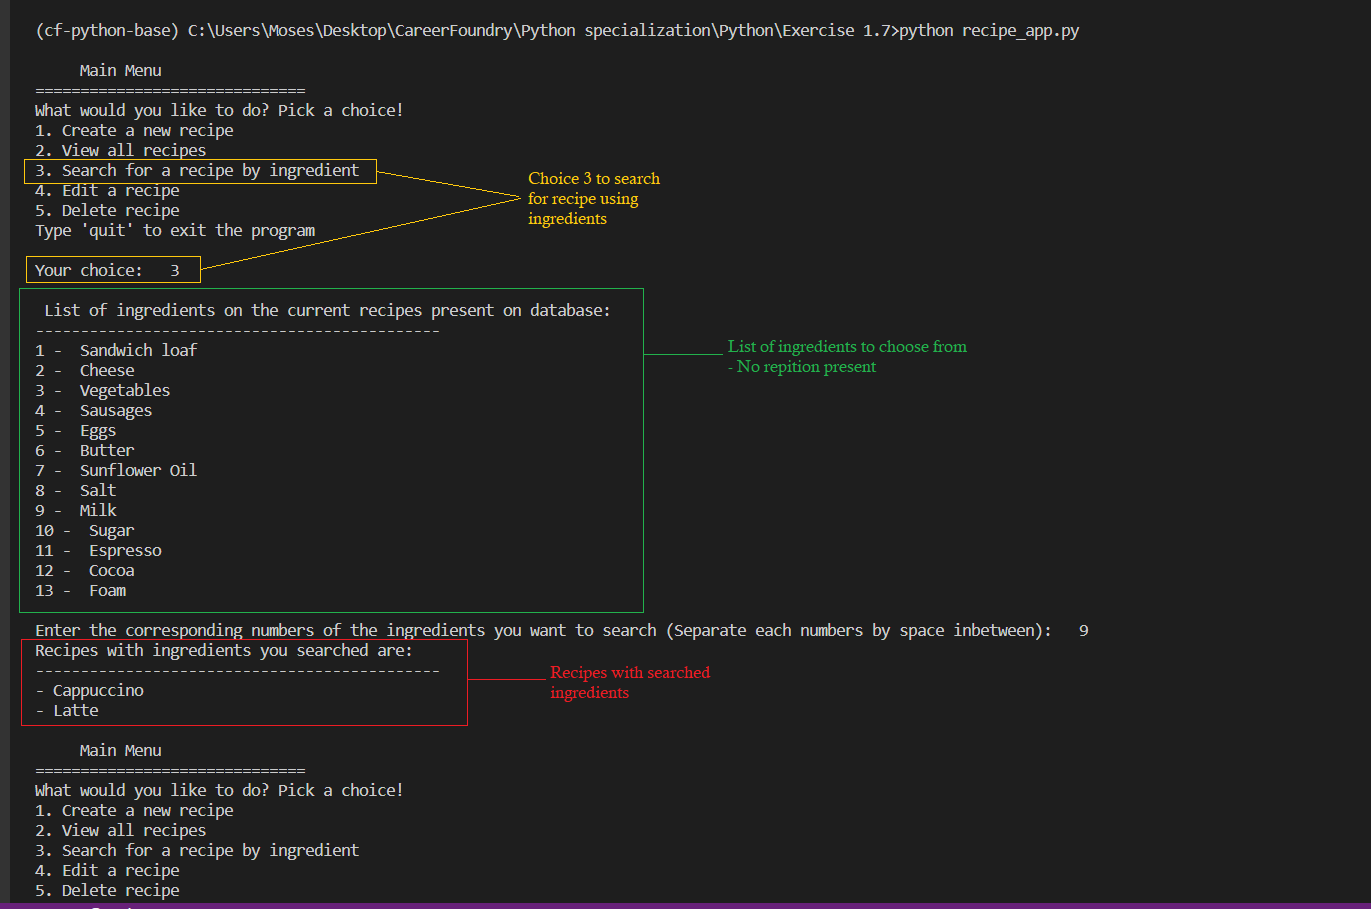 (cf-python-base) C:\Users\Moses\Desktop\CareerFoundry\Python specialization\Python\Exercise 1.7>python recipe_app.py
Main Menu
==============================
What would you like to do? Pick a choice!
1. Create a new recipe
2. View all recipes
3. Search for a recipe by ingredient
4. Edit a recipe
5. Delete recipe
Type 'quit' to exit the program
Choice 3 to search
for recipe using
ingredients
Your choice:   3
List of ingredients on the current recipes present on database:
---------------------------------------------
1 -  Sandwich loaf
2 -  Cheese
3 -  Vegetables
4 -  Sausages
5 -  Eggs
6 -  Butter
7 -  Sunflower Oil
8 -  Salt
9 -  Milk
10 -  Sugar
11 -  Espresso
12 -  Cocoa
13 -  Foam
List of ingredients to choose from
- No repition present
Enter the corresponding numbers of the ingredients you want to search (Separate each numbers by space inbetween):   9
Recipes with ingredients you searched are:
---------------------------------------------
- Cappuccino
- Latte
Recipes with searched
ingredients
Main Menu
==============================
What would you like to do? Pick a choice!
1. Create a new recipe
2. View all recipes
3. Search for a recipe by ingredient
4. Edit a recipe
5. Delete recipe